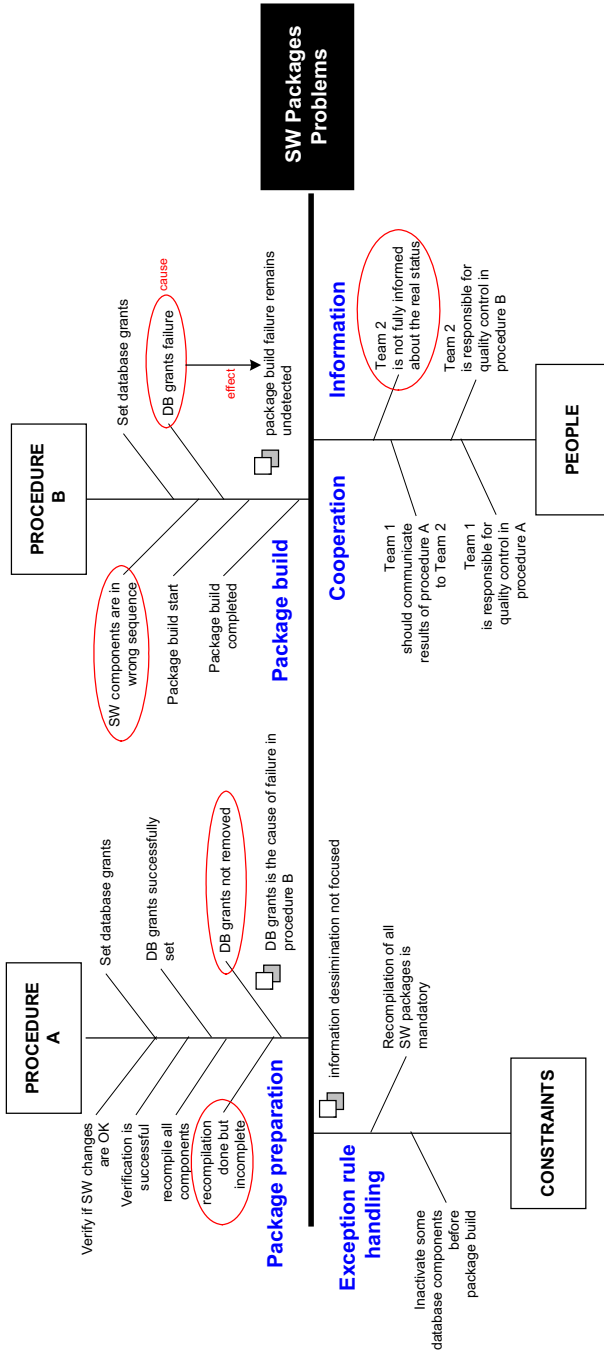 PROCEDURE
A
Verify if SW changes
are OK
Verification is
successful
recompile all
components
recompilation
done but
incomplete
Set database grants
DB grants successfully
set
DB grants not removed
DB grants is the cause of failure in
procedure B
Package preparation
PROCEDURE
B
SW components are in
wrong sequence
Package build start
Package build
completed
Set database grants
DB grants failure
cause
effect
package build failure remains
undetected
Package build
SW Packages
Problems
Exception rule
handling
information dessimination not focused
Recompilation of all
SW packages is
mandatory
Inactivate some
database components
before
package build
CONSTRAINTS
Cooperation
Information
Team 1
should communicate
results of procedure A
to Team 2
Team 1
is responsible for
quality control in
procedure A
Team 2
is not fully informed
about the real status
Team 2
is responsible for
quality control in
procedure B
PEOPLE